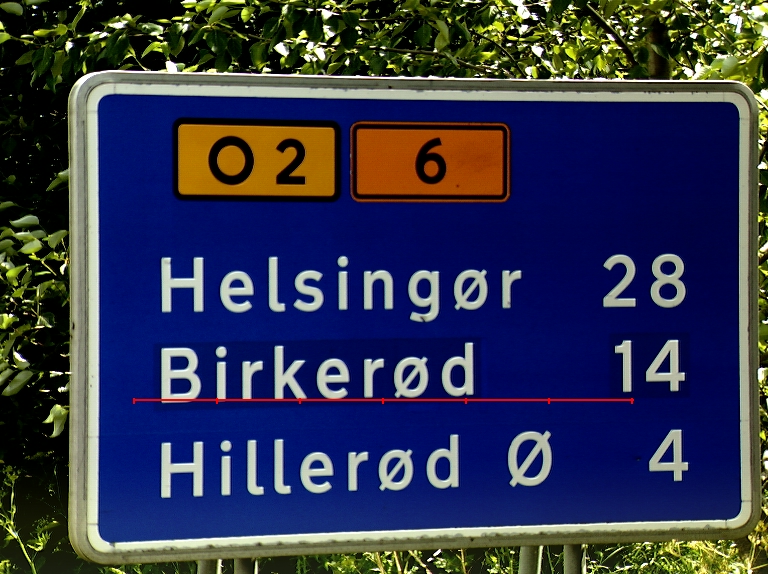 O2 6
Helsingør 28
Birkerød 14
Hillerød Ø 4